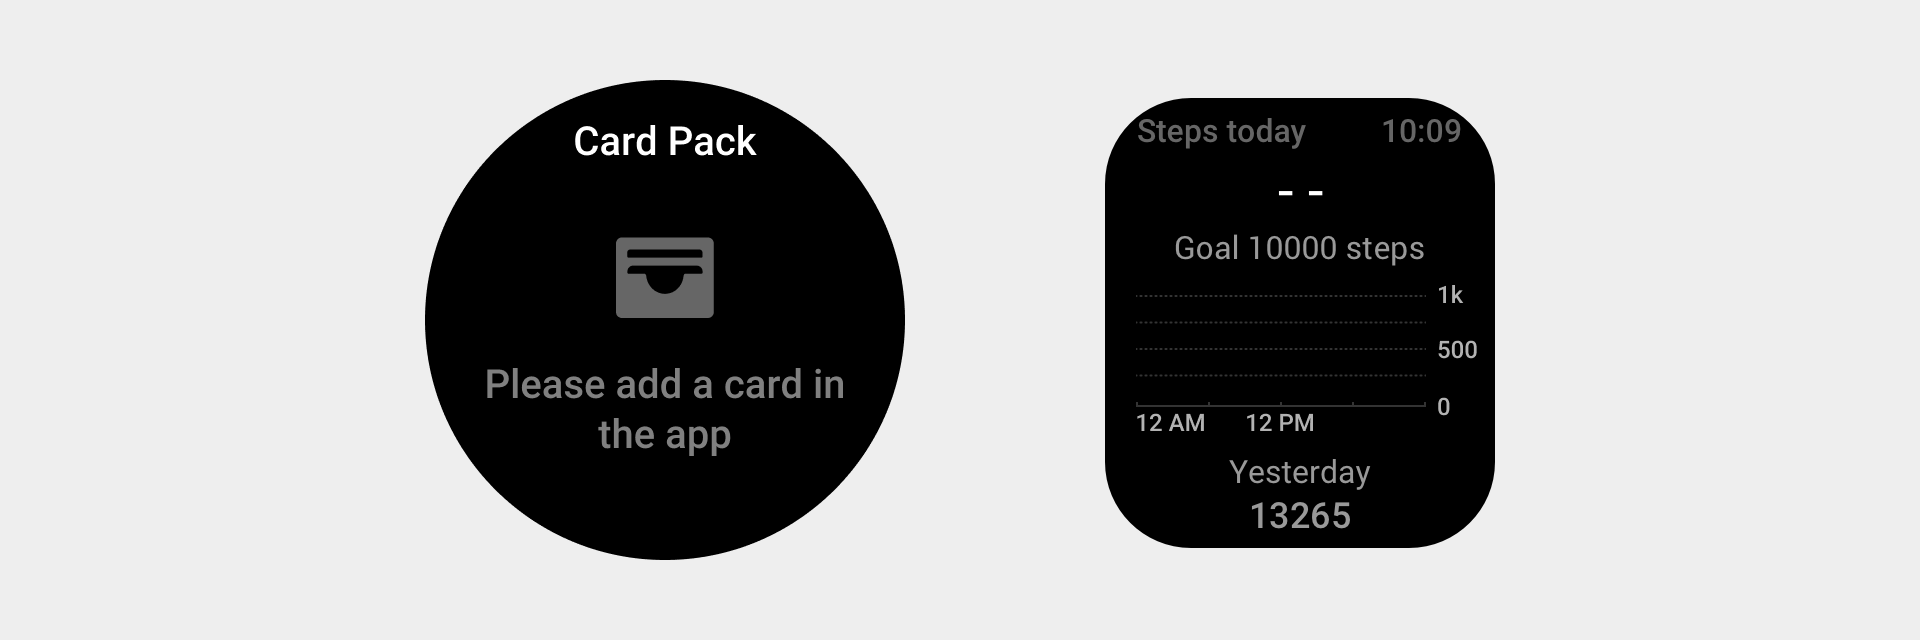 Card Pack
Please add a card in
the app
Steps today 10:09
- -
Goal 10000 steps
1k
500
0
12 AM 12 PM
Yesterday
13265